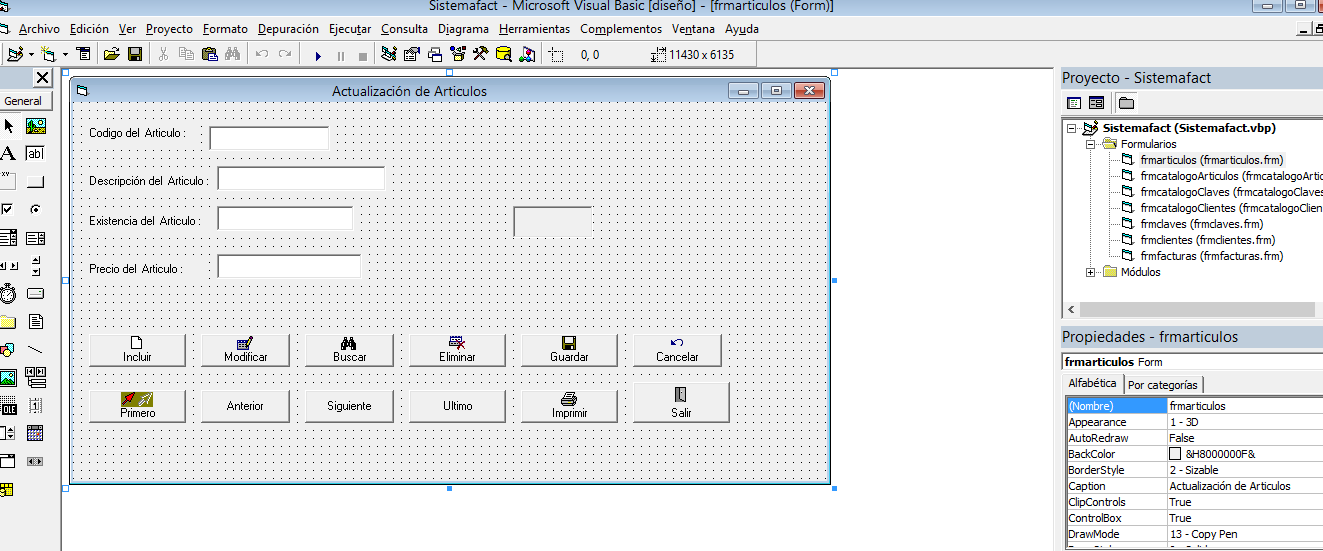 Sistemafact - Microsoft Visual Basic [diseño] - [frmarticulos (Form)]
Archivo Edición Ver Proyecto Formato Depuración Ejecutar Consulta Diagrama Herramientas Complementos Ventana Ayuda
0, 0 11430 x 6135
General
A
ab|
xy
OLE
1
Actualización de Articulos
Codigo del Articulo :
Descripción del Articulo :
Existencia del Articulo :
Precio del Articulo :
Incluir Modificar Buscar Eliminar Guardar Cancelar
Primero Anterior Siguiente Ultimo Imprimir Salir
Proyecto - Sistemafact
Sistemafact (Sistemafact.vbp)
Formularios
frmarticulos (frmarticulos.frm)
frmcatalogoArticulos (frmcatalogoArtic
frmcatalogoClaves (frmcatalogoClaves
frmcatalogoClientes (frmcatalogoClien
frmclaves (frmclaves.frm)
frmclientes (frmclientes.frm)
frmfacturas (frmfacturas.frm)
Módulos
Propiedades - frmarticulos
frmarticulos Form
Alfabética Por categorías
(Nombre) frmarticulos
Appearance 1 - 3D
AutoRedraw False
BackColor &H8000000F&
BorderStyle 2 - Sizable
Caption Actualización de Articulos
ClipControls True
ControlBox True
DrawMode 13 - Copy Pen